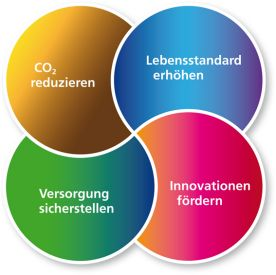 CO₂
reduzieren
Lebensstandard
erhöhen
Versorgung
sicherstellen
Innovationen
fördern